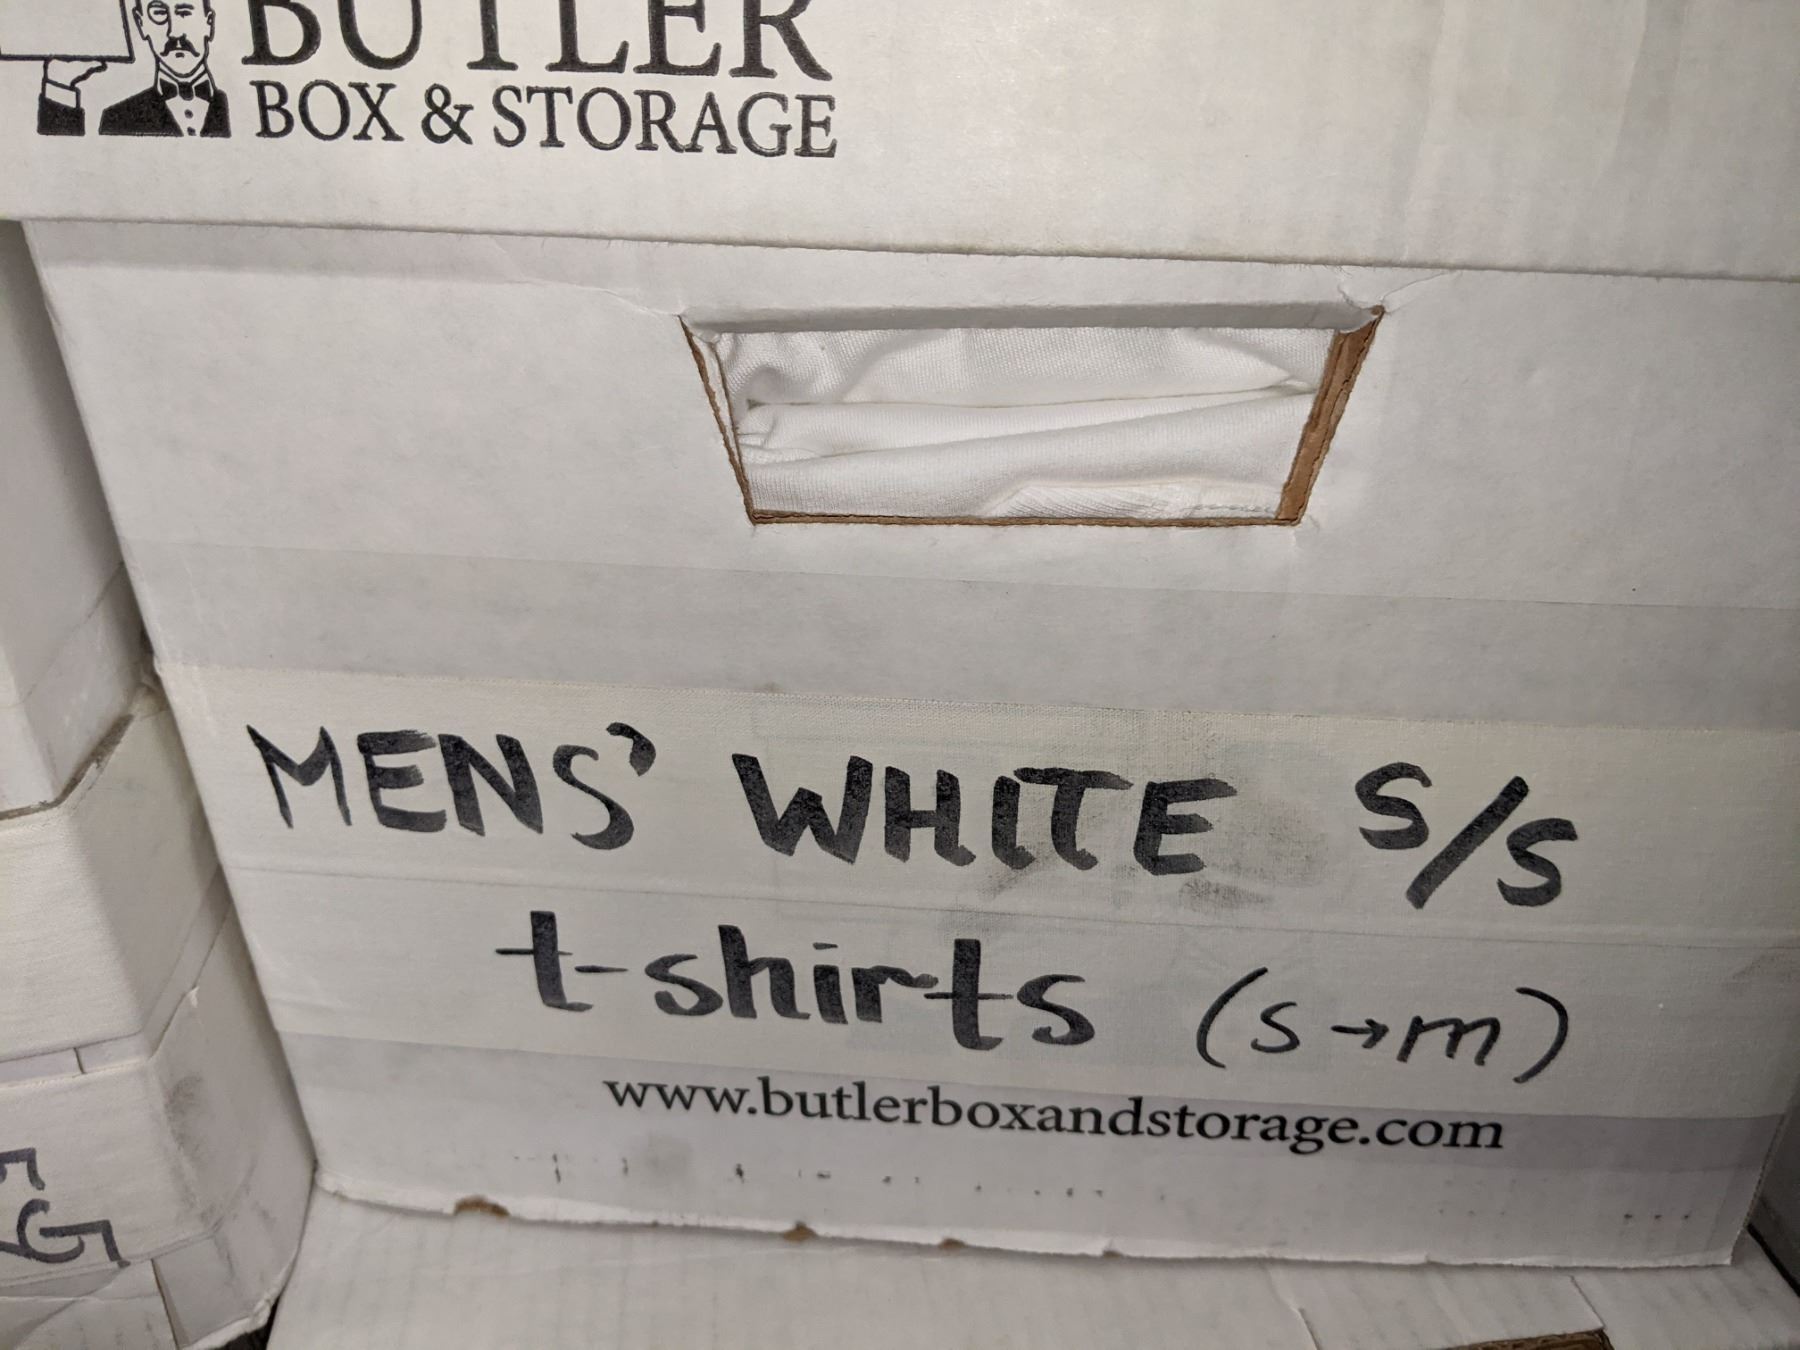 BUTLER
BOX & STORAGE
MENS' WHITE S/S
t-shirts (s→m)
www.butlerboxandstorage.com